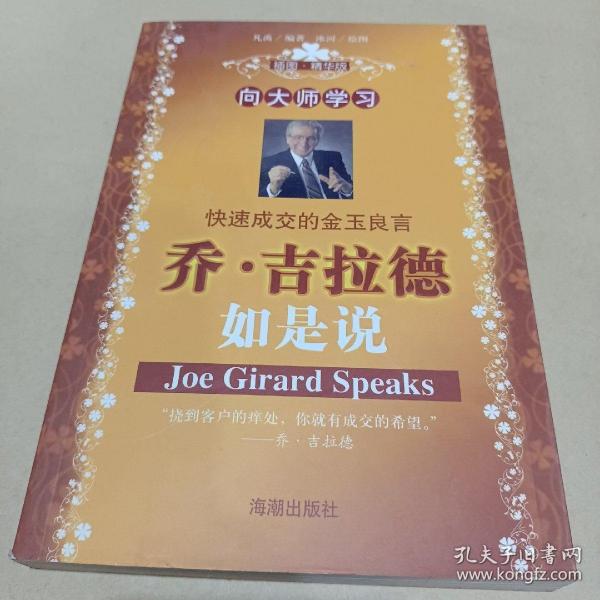 凡禹／编著 冰河／绘图
插图·精华版
向大师学习
快速成交的金玉良言
乔·吉拉德
如是说
Joe Girard Speaks
“挠到客户的痒处，你就有成交的希望。”
——乔·吉拉德
海潮出版社
孔夫子旧书网
www.kongfz.com